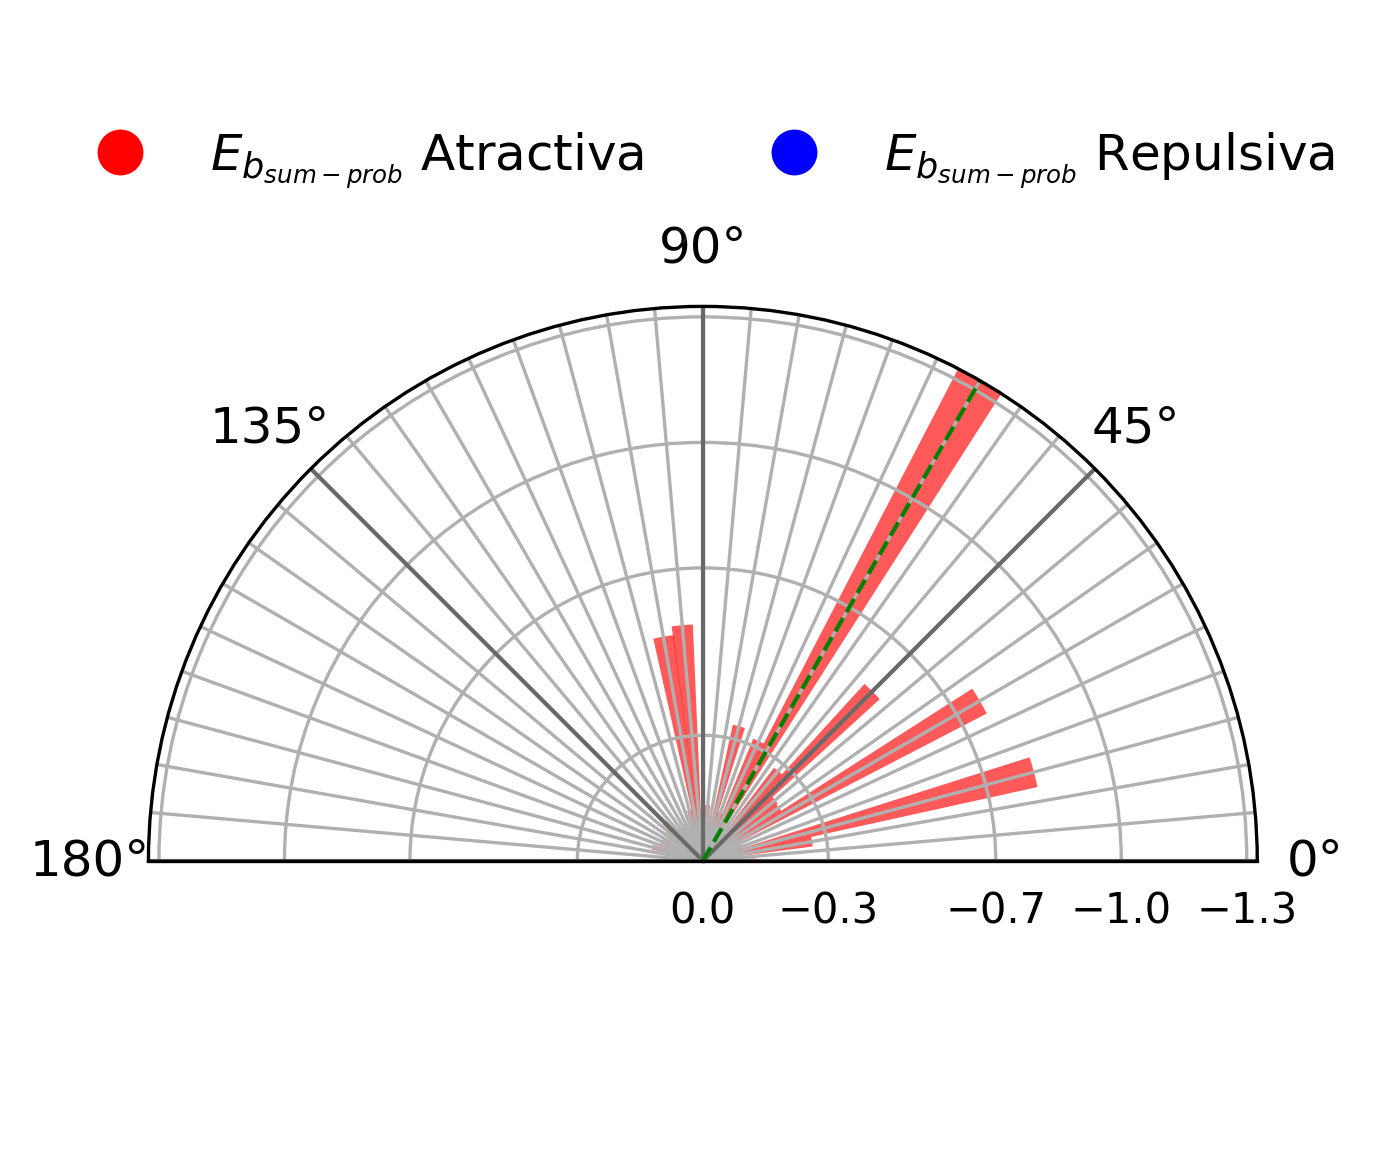 E_{b_{sum-prob}} Atractiva E_{b_{sum-prob}} Repulsiva
90°
135° 45°
180° 0°
0.0 −0.3 −0.7 −1.0 −1.3